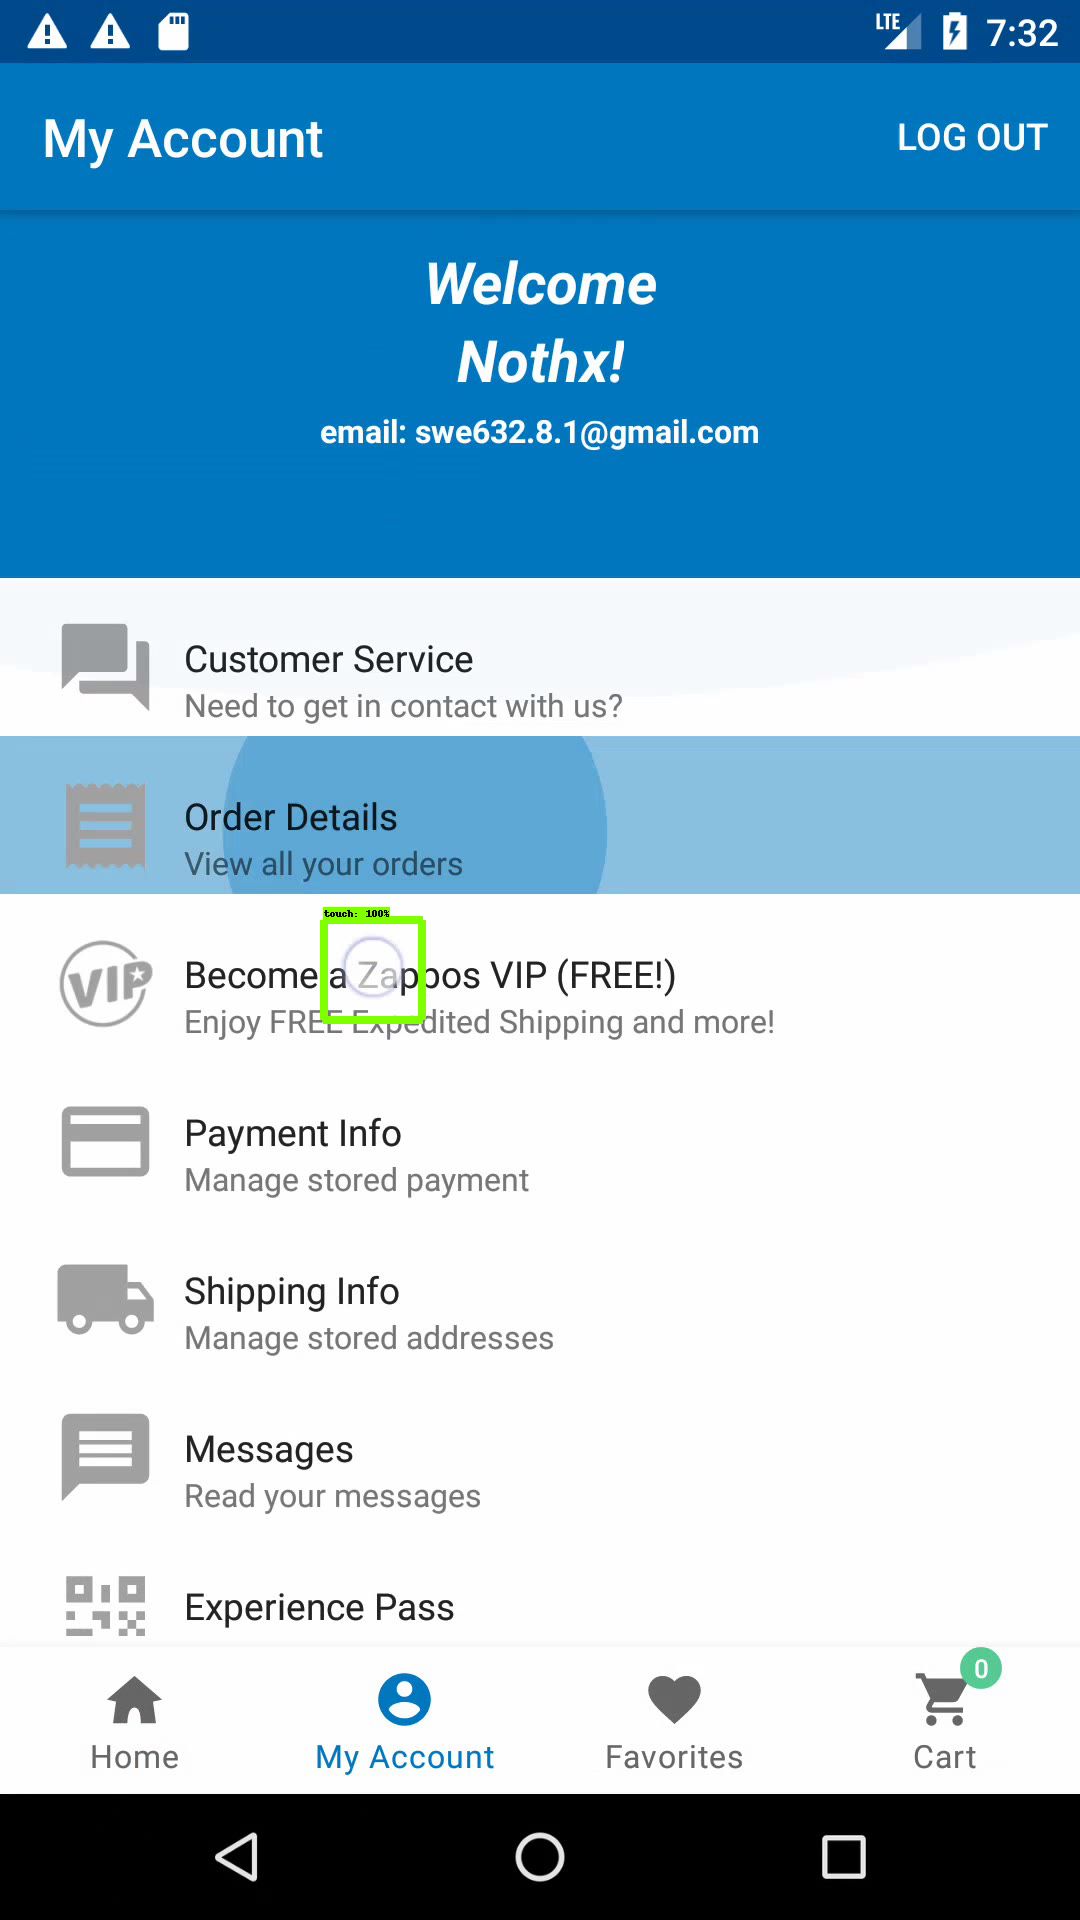 LTE 7:32
My Account LOG OUT
Welcome
Nothx!
email: swe632.8.1@gmail.com
Customer Service
Need to get in contact with us?
Order Details
View all your orders
touch: 100%
VIP Become a Zappos VIP (FREE!)
Enjoy FREE Expedited Shipping and more!
Payment Info
Manage stored payment
Shipping Info
Manage stored addresses
Messages
Read your messages
Experience Pass
0
Home My Account Favorites Cart